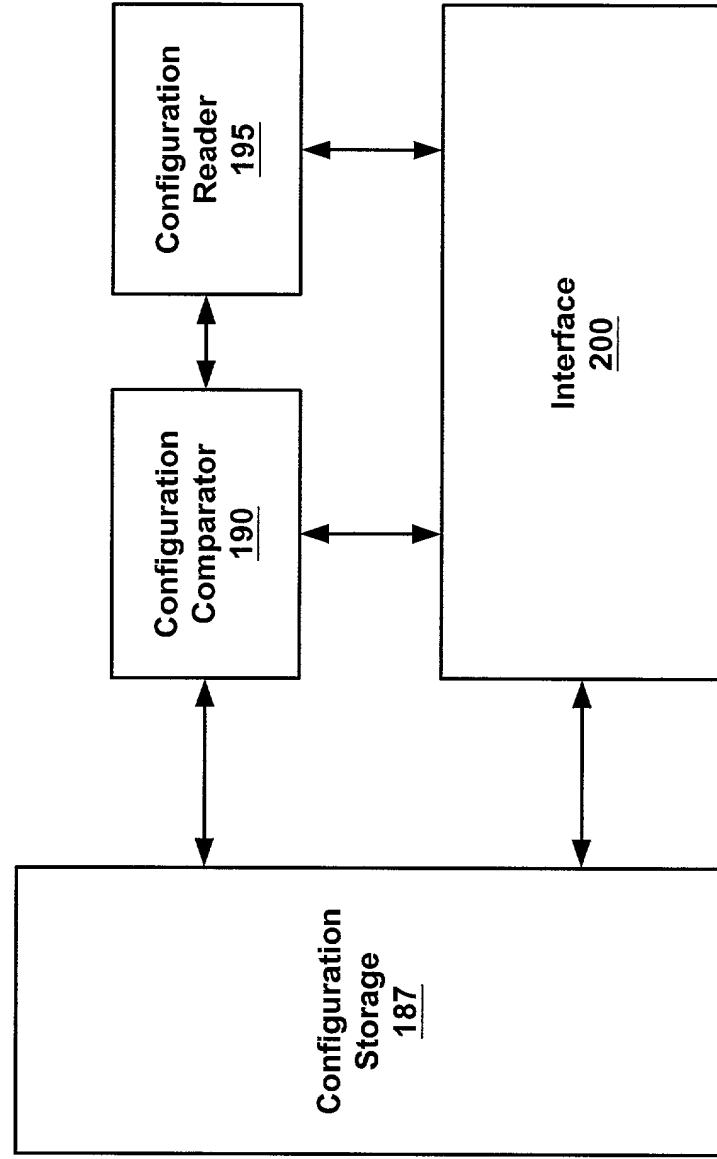 Configuration
Storage
187
Configuration
Comparator
190
Configuration
Reader
195
Interface
200